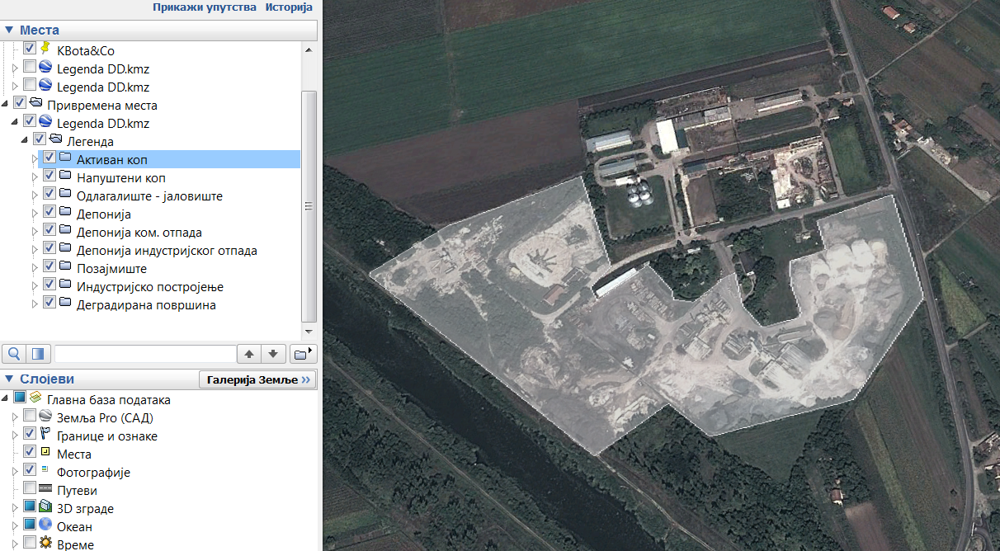 Прикажи упутства Историја
Места
KBota&Co
Legenda DD.kmz
Legenda DD.kmz
Привремена места
Legenda DD.kmz
Легенда
Активан коп
Напуштени коп
Одлагалиште - јаловиште
Депонија
Депонија ком. отпада
Депонија индустријског отпада
Позајмиште
Индустријско постројење
Деградирана површина
Слојеви
Галерија Земље »
Главна база података
Земља Pro (САД)
Границе и ознаке
Места
Фотографије
Путеви
3D зграде
Океан
Време